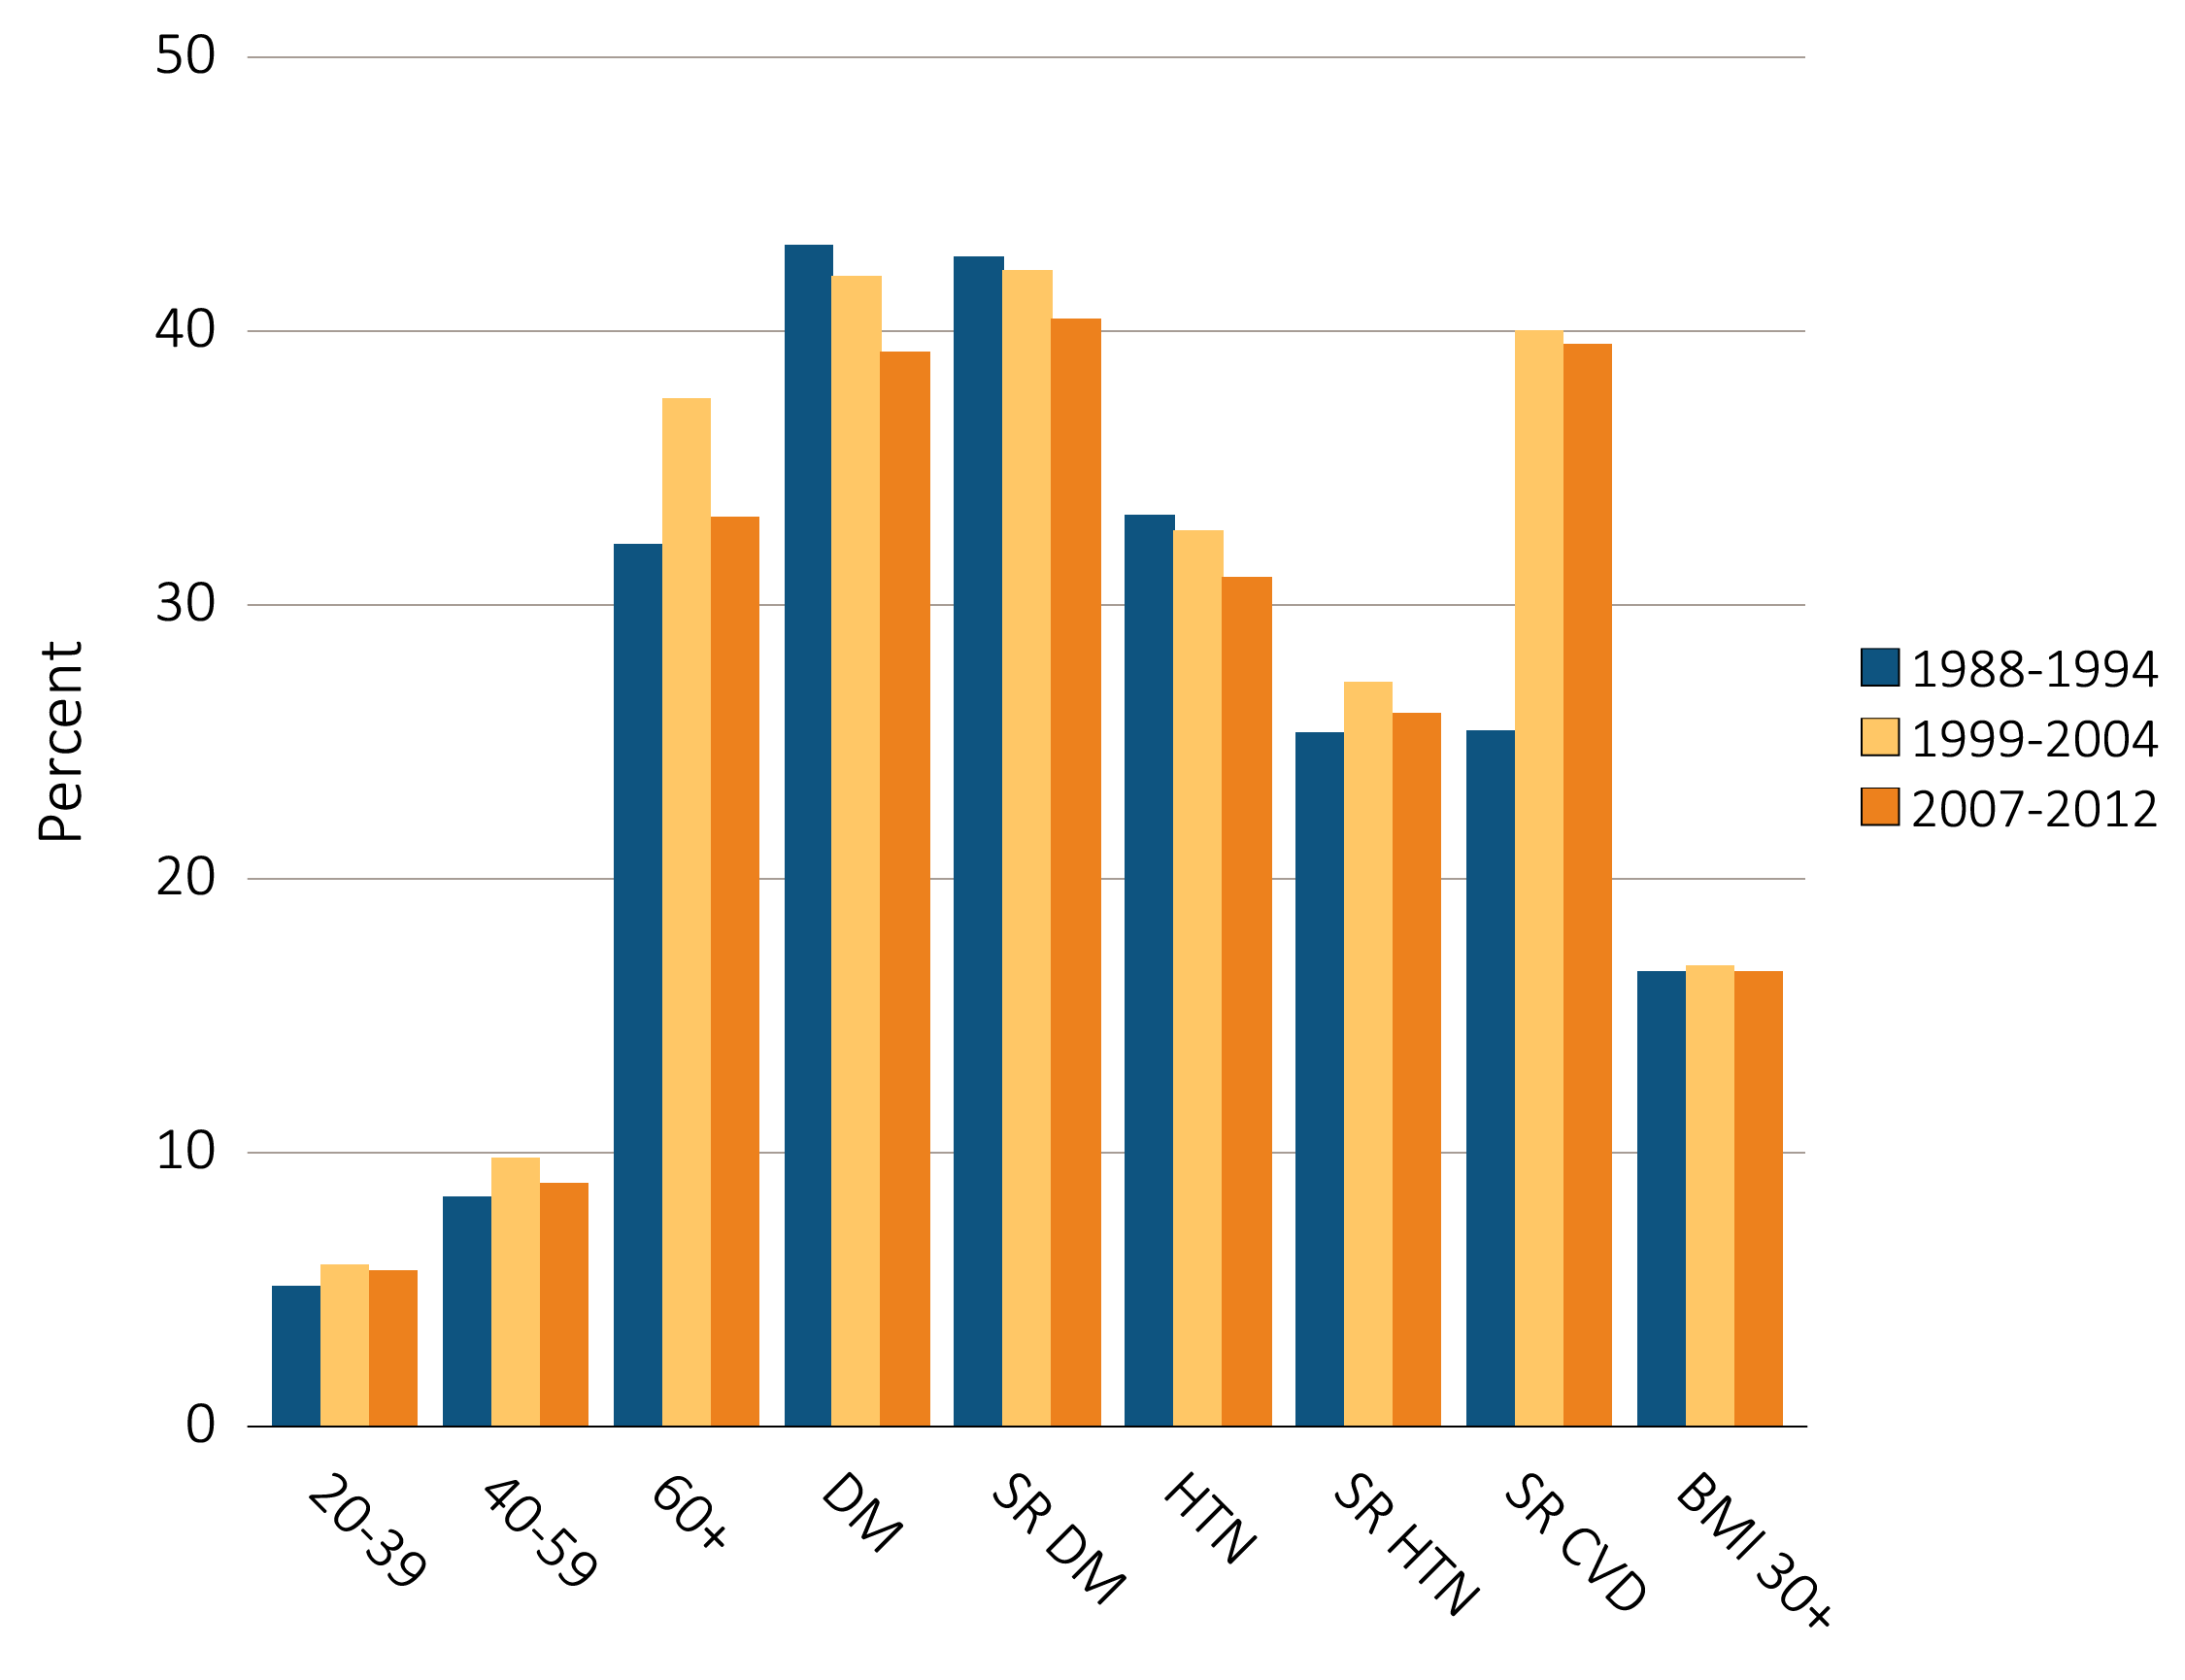 50
40
30
20
10
0
Percent
20-39
40-59
60+
DM
SR DM
HTN
SR HTN
SR CVD
BMI 30+
1988-1994
1999-2004
2007-2012